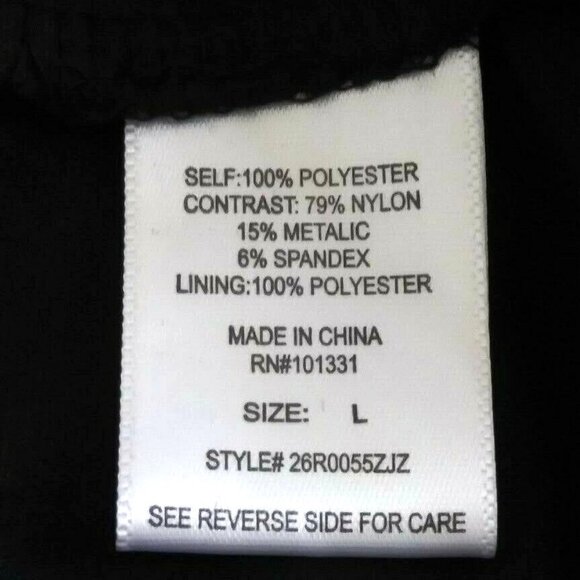 SELF:100% POLYESTER
CONTRAST: 79% NYLON
15% METALIC
6% SPANDEX
LINING:100% POLYESTER
MADE IN CHINA
RN#101331
SIZE: L
STYLE# 26R0055ZJZ
SEE REVERSE SIDE FOR CARE